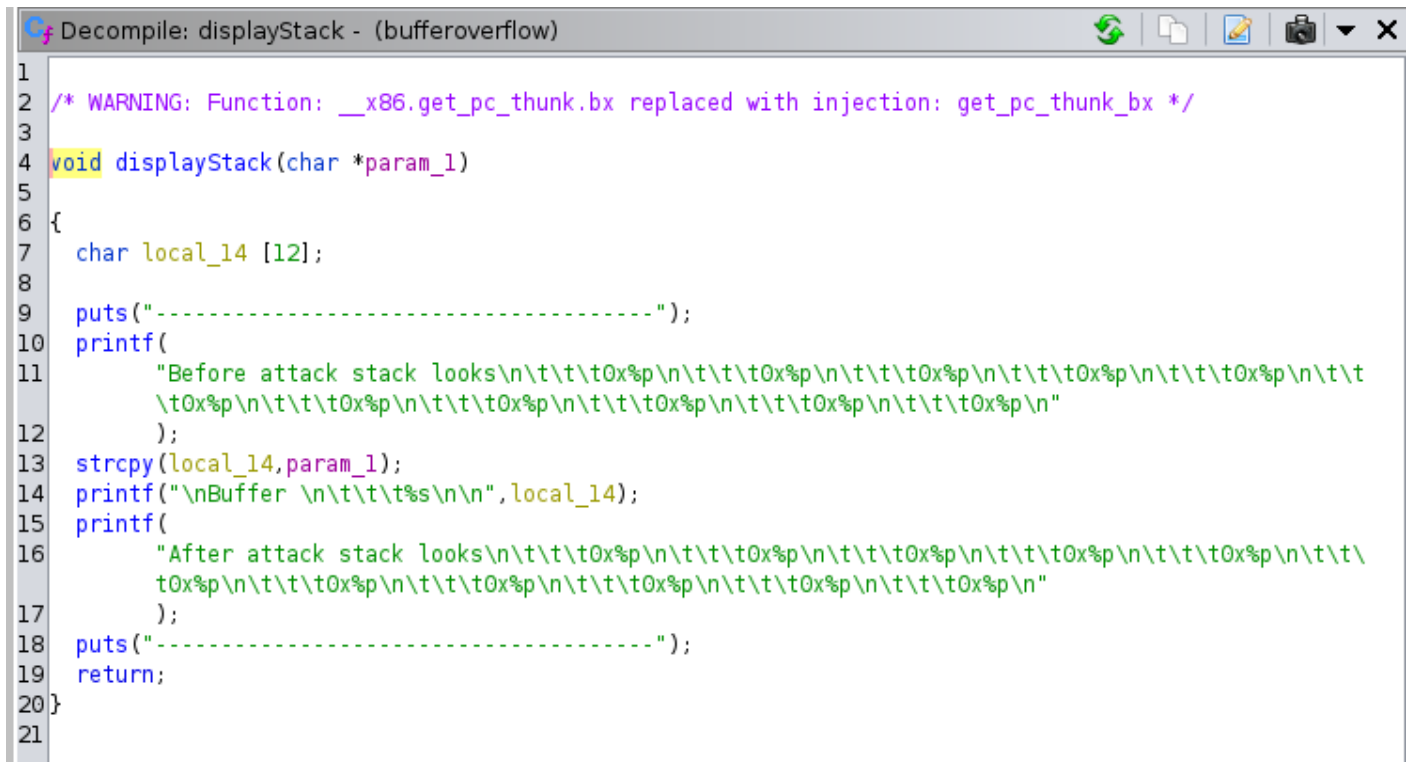 Decompile: displayStack - (bufferoverflow)
1
2 /* WARNING: Function: __x86.get_pc_thunk.bx replaced with injection: get_pc_thunk_bx */
3
4 void displayStack(char *param_1)
5
6 {
7 char local_14 [12];
8
9 puts("--------------------------------------");
10 printf(
11 "Before attack stack looks\n\t\t\t0x%p\n\t\t\t0x%p\n\t\t\t0x%p\n\t\t\t0x%p\n\t\t\t0x%p\n\t\t
\t0x%p\n\t\t\t0x%p\n\t\t\t0x%p\n\t\t\t0x%p\n\t\t\t0x%p\n\t\t\t0x%p\n"
12 );
13 strcpy(local_14,param_1);
14 printf("\nBuffer \n\t\t\t%s\n\n",local_14);
15 printf(
16 "After attack stack looks\n\t\t\t0x%p\n\t\t\t0x%p\n\t\t\t0x%p\n\t\t\t0x%p\n\t\t\t0x%p\n\t\t\
t0x%p\n\t\t\t0x%p\n\t\t\t0x%p\n\t\t\t0x%p\n\t\t\t0x%p\n\t\t\t0x%p\n"
17 );
18 puts("--------------------------------------");
19 return;
20 }
21